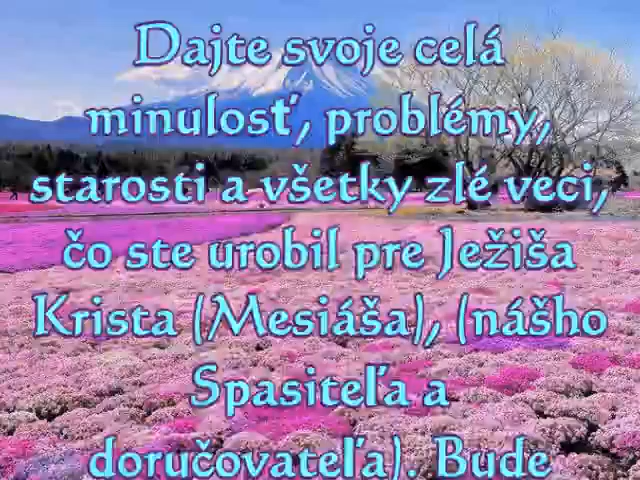 Dajte svoje celá
minulosť, problémy,
starosti a všetky zlé veci,
čo ste urobil pre Ježiša
Krista (Mesiáša), (nášho
Spasiteľa a
doručovateľa). Bude